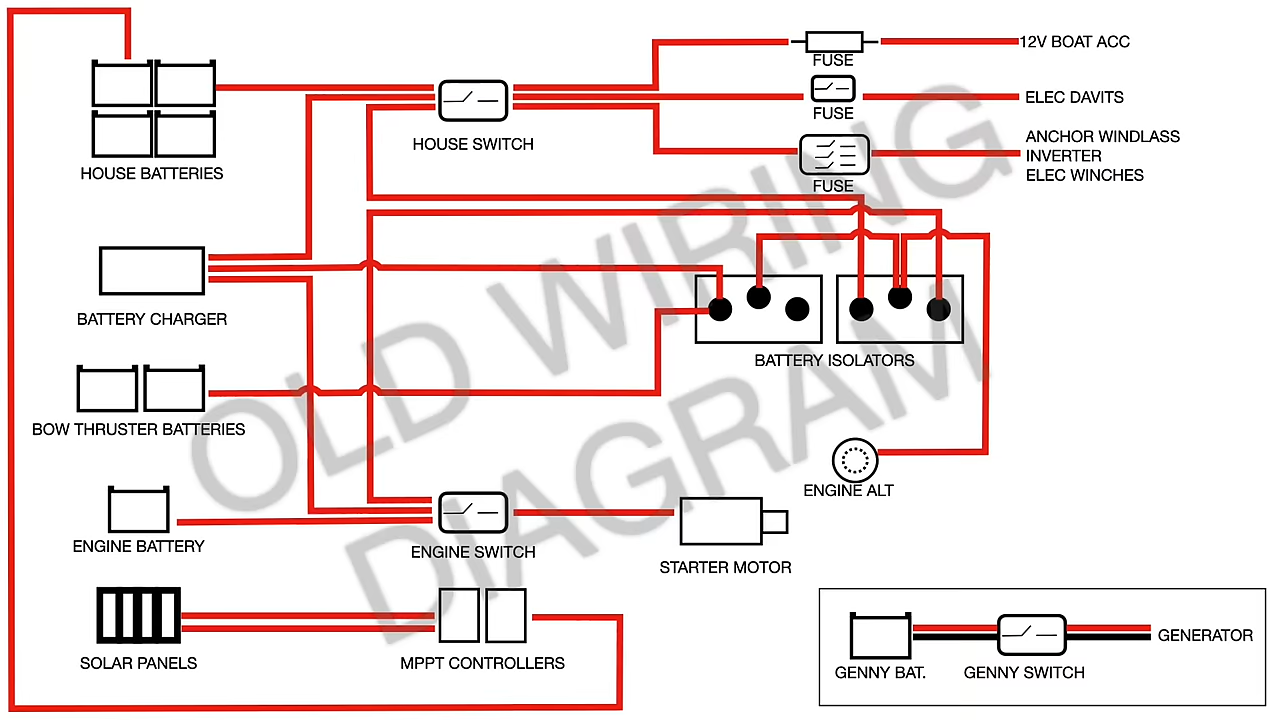 12V BOAT ACC
FUSE
ELEC DAVITS
FUSE
HOUSE SWITCH
ANCHOR WINDLASS
INVERTER
ELEC WINCHES
FUSE
HOUSE BATTERIES
BATTERY CHARGER
BATTERY ISOLATORS
BOW THRUSTER BATTERIES
ENGINE ALT
ENGINE BATTERY
ENGINE SWITCH
STARTER MOTOR
SOLAR PANELS
MPPT CONTROLLERS
GENERATOR
GENNY BAT.
GENNY SWITCH
OLD WIRING
DIAGRAM